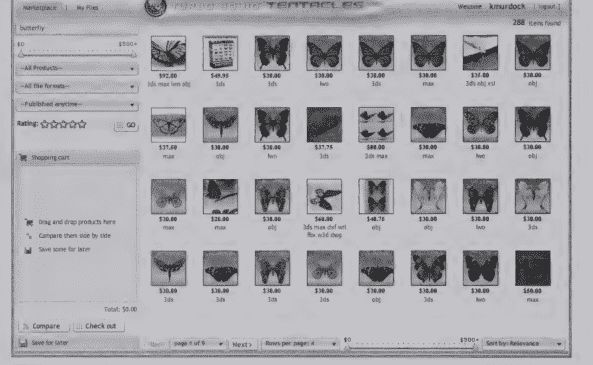 Marketplace | My Files
TENTACLES
Welcome kmurdock | logout
288 items found
butterfly
$0 $500+
--All Products--
--All file formats--
--Published anytime--
Rating: GO
Shopping cart
Drag and drop products here
Compare them side by side
Save some for later
Total: $0.00
Compare Check out
Save for later
$92.00 $49.95 $30.00 $30.00 $30.00 $30.00 $35.00 $30.00
3ds max lwo obj 3ds 3ds lwo 3ds max 3ds obj obj
$37.60 $30.00 $30.00 $37.75 $80.00 $30.00 $30.00 $30.00
max obj lwo 3ds 3ds max max lwo obj
$30.00 $28.00 $30.00 $60.00 $40.78 $30.00 $30.00 $30.00
max max obj 3ds max dxf wrl obj obj lwo 3ds
fbx w3d dwg
$30.00 $30.00 $30.00 $30.00 $30.00 $30.00 $30.00 $50.00
3ds 3ds 3ds 3ds obj 3ds lwo max
page 1 of 9 Next> Rows per page: 4 $0 $500+ Sort by: Relevance